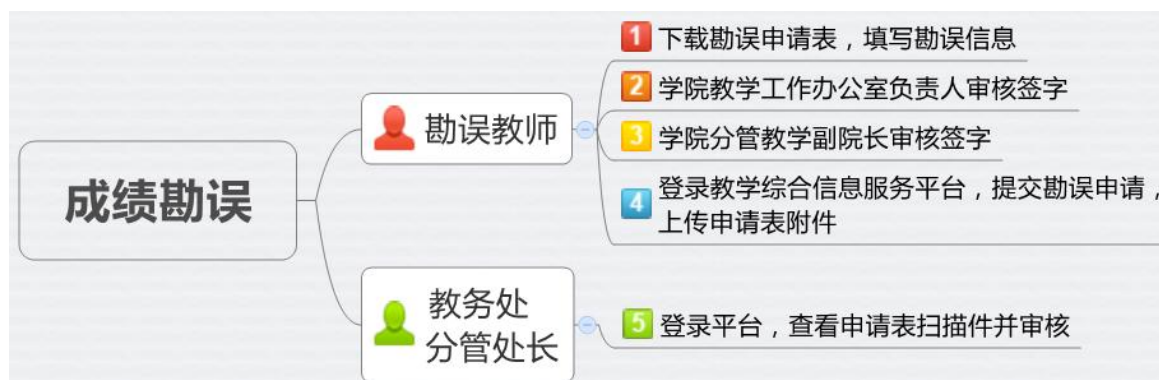 成绩勘误
勘误教师
1 下载勘误申请表，填写勘误信息
2 学院教学工作办公室负责人审核签字
3 学院分管教学副院长审核签字
4 登录教学综合信息服务平台，提交勘误申请，
上传申请表附件
教务处
分管处长
5 登录平台，查看申请表扫描件并审核